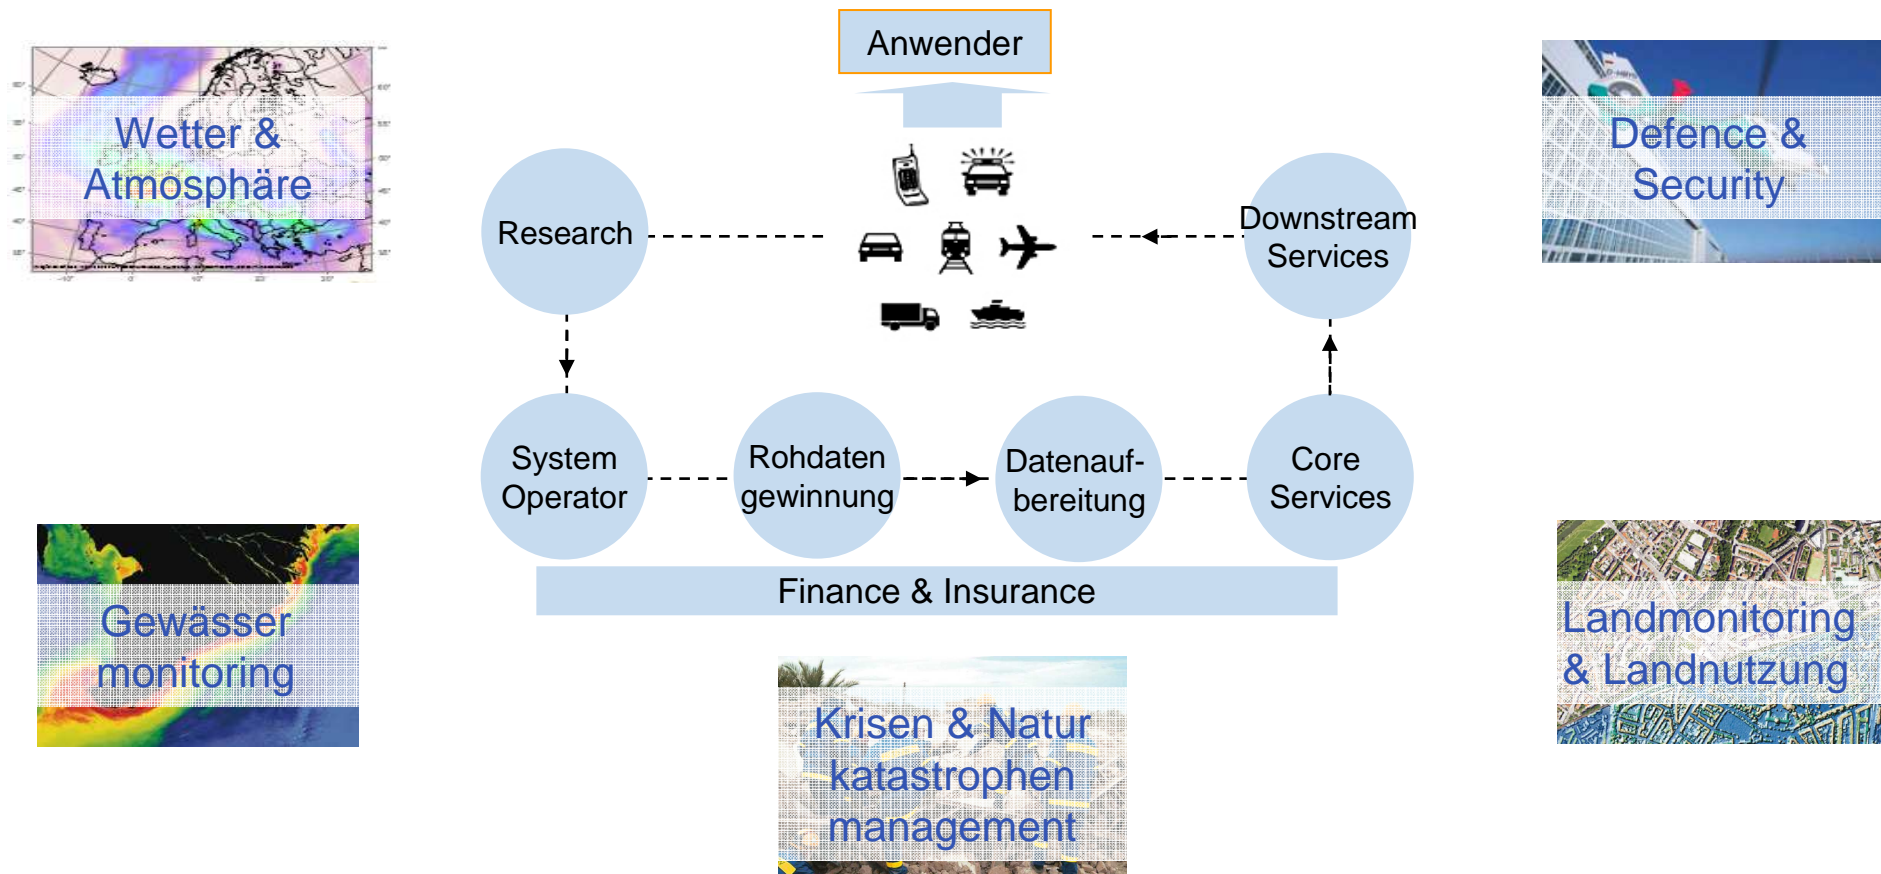 Anwender
Wetter &
Atmosphäre
Defence &
Security
Research
Downstream
Services
System
Operator
Rohdaten
gewinnung
Datenauf-
bereitung
Core
Services
Finance & Insurance
Gewässer
monitoring
Landmonitoring
& Landnutzung
Krisen & Natur
katastrophen
management